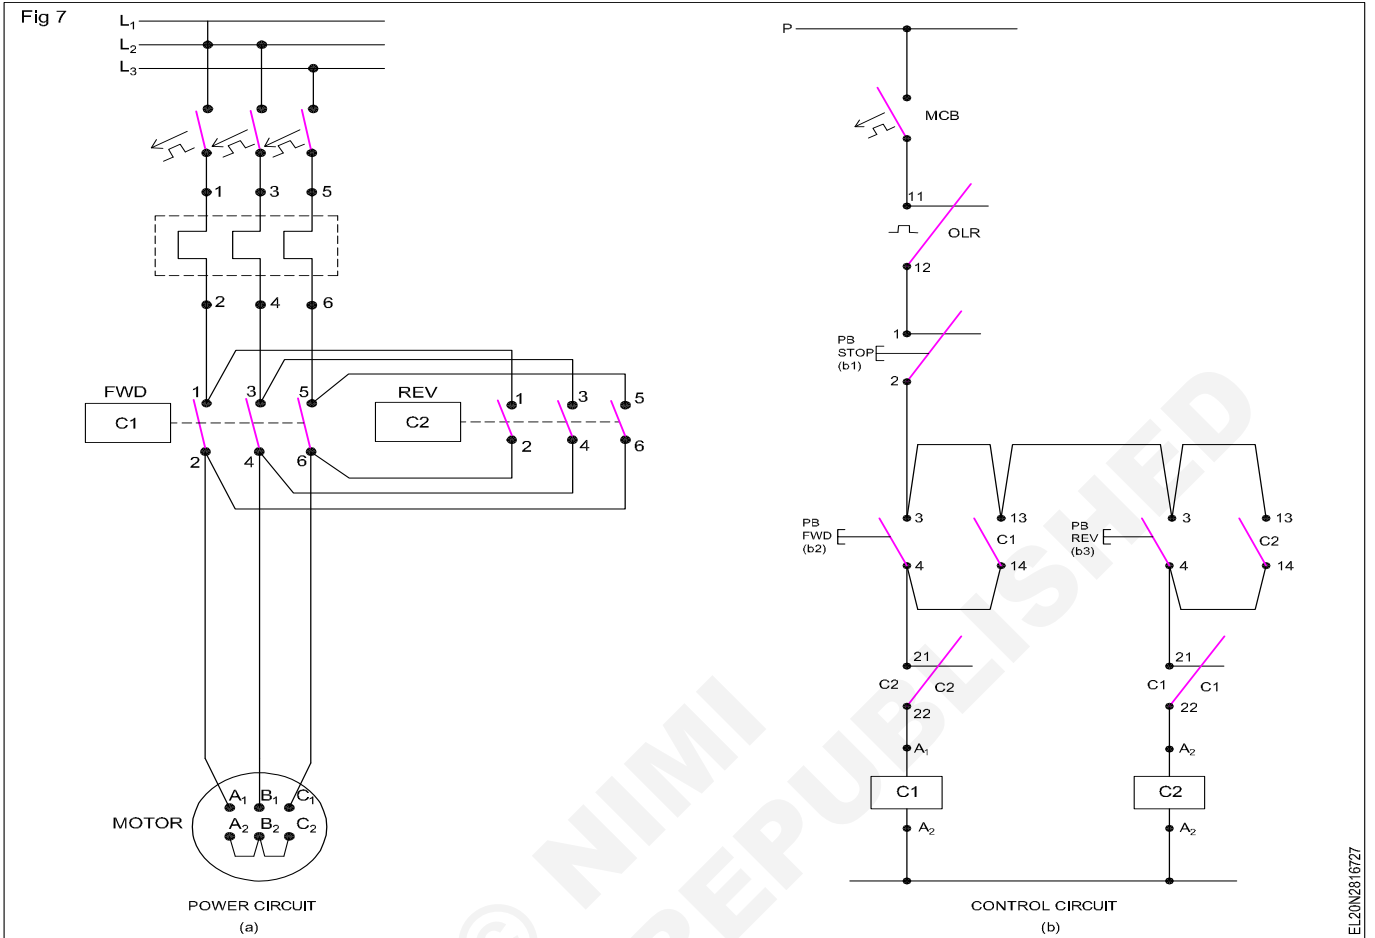 Fig 7
L1
L2
L3
1 3 5
2 4 6
FWD
C1
1 3 5
2 4 6
REV
C2
1 3 5
2 4 6
MOTOR
A1 B1 C1
A2 B2 C2
POWER CIRCUIT
(a)
P
MCB
11
OLR
12
1
PB
STOP
(b1)
2
PB
FWD
(b2)
3
4
13
C1
14
PB
REV
(b3)
3
4
13
C2
14
21
C2 C2
22
A1
C1
A2
21
C1 C1
22
A2
C2
A2
CONTROL CIRCUIT
(b)
EL20N2816727
© NIMI
REPUBLISHED